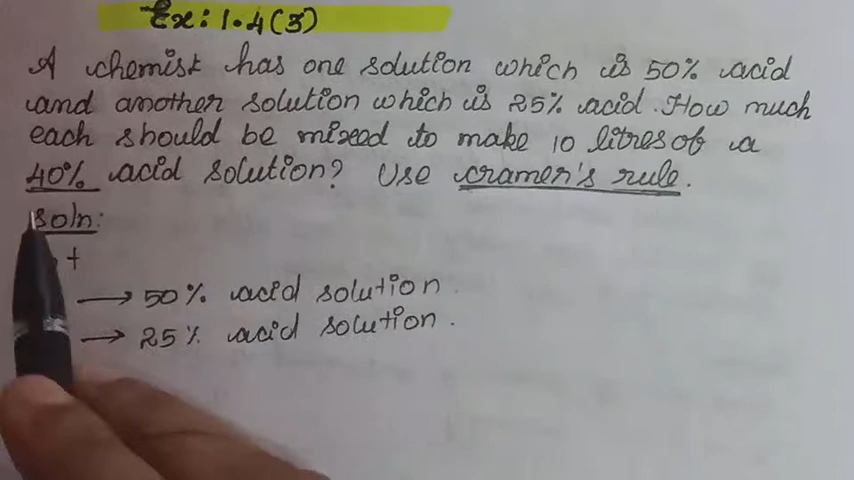 Ex: 1.4(3)
A chemist has one solution which is 50% acid
and another solution which is 25% acid. How much
each should be mixed to make 10 litres of a
40% acid solution? Use cramer's rule.
soln:
→ 50% acid solution.
→ 25% acid solution.